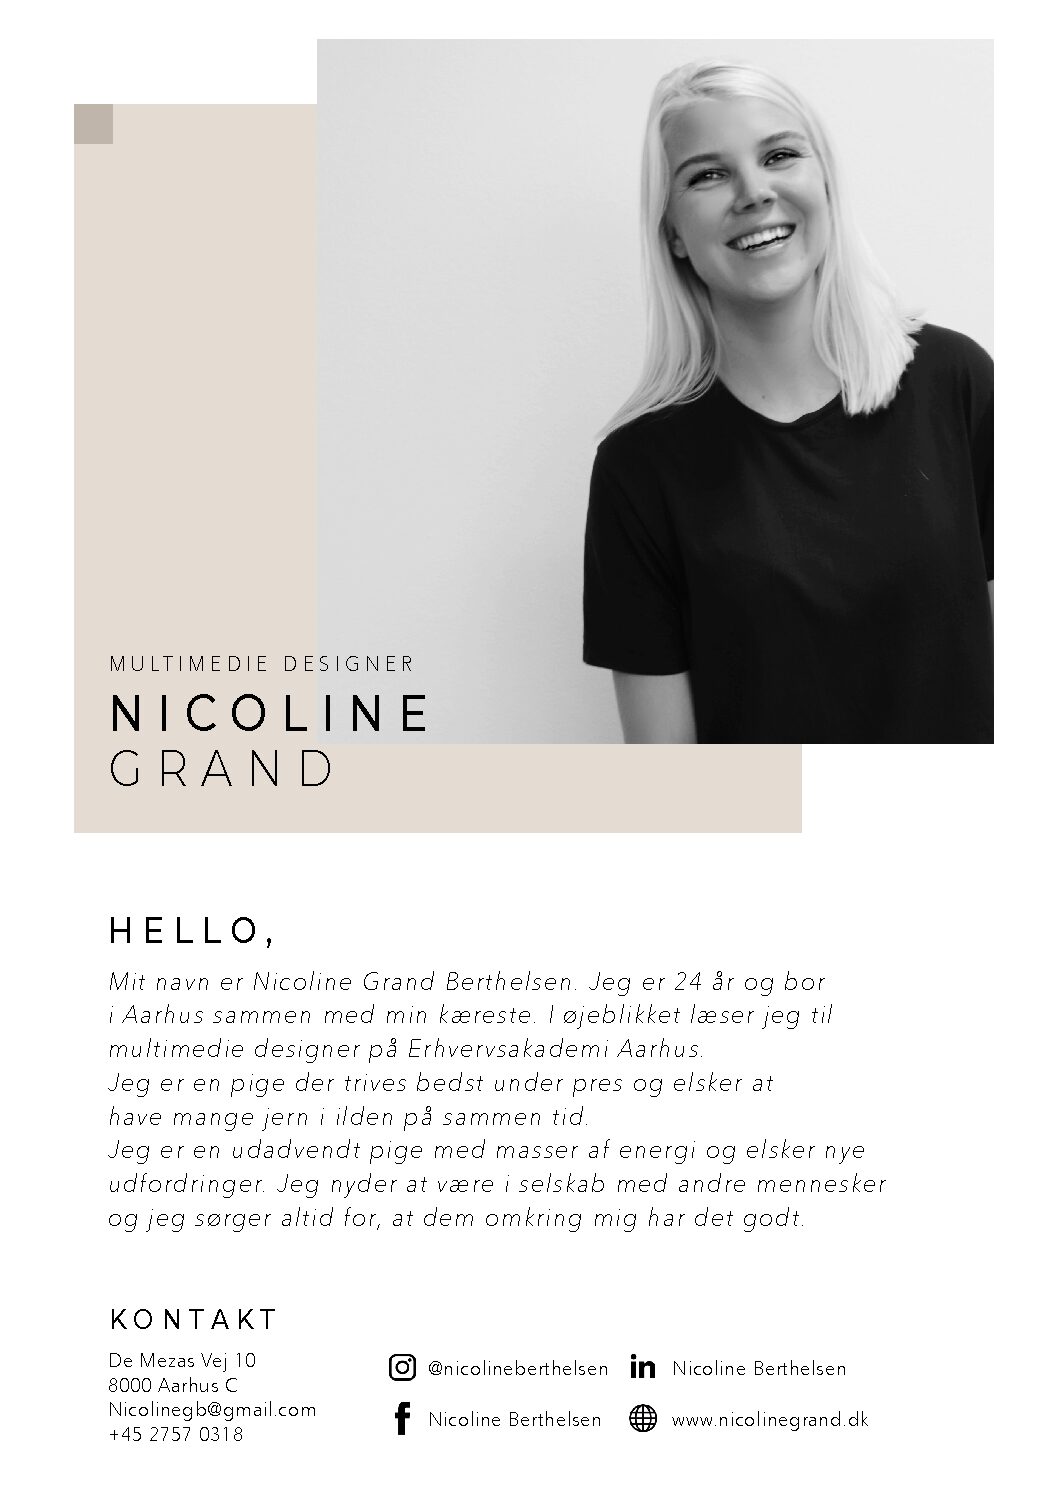 MULTIMEDIE DESIGNER
NICOLINE
GRAND
HELLO,
Mit navn er Nicoline Grand Berthelsen. Jeg er 24 år og bor
i Aarhus sammen med min kæreste. I øjeblikket læser jeg til
multimedie designer på Erhvervsakademi Aarhus.
Jeg er en pige der trives bedst under pres og elsker at
have mange jern i ilden på sammen tid.
Jeg er en udadvendt pige med masser af energi og elsker nye
udfordringer. Jeg nyder at være i selskab med andre mennesker
og jeg sørger altid for, at dem omkring mig har det godt.
KONTAKT
De Mezas Vej 10
8000 Aarhus C
Nicolinegb@gmail.com
+45 2757 0318
@nicolineberthelsen
Nicoline Berthelsen
Nicoline Berthelsen
www.nicolinegrand.dk